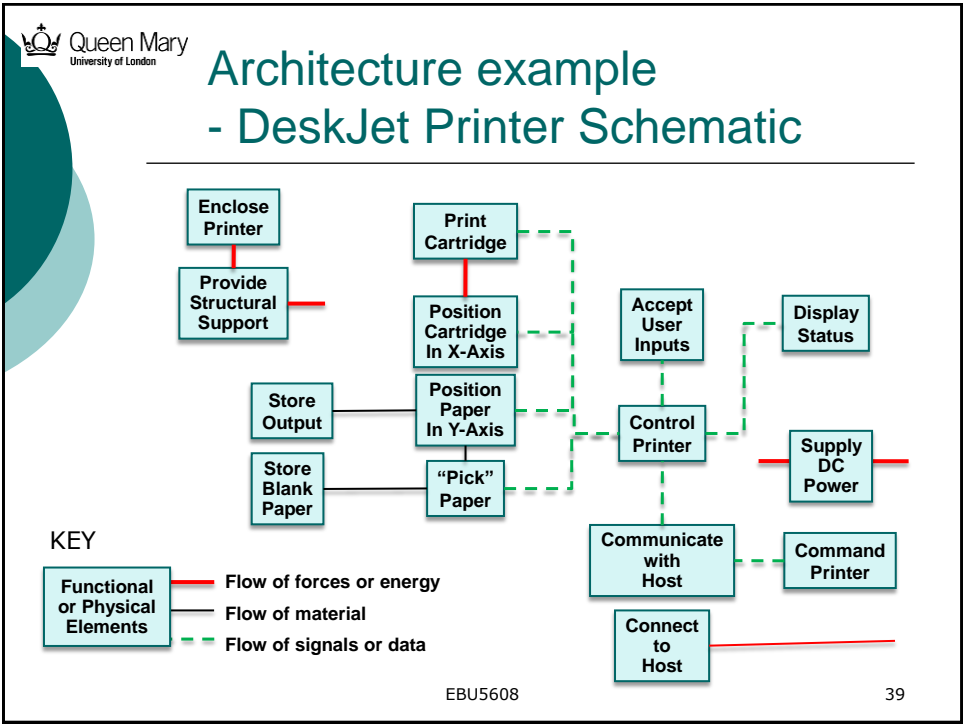 Queen Mary
University of London
Architecture example
- DeskJet Printer Schematic
Enclose
Printer
Provide
Structural
Support
Print
Cartridge
Position
Cartridge
In X-Axis
Position
Paper
In Y-Axis
Store
Output
Store
Blank
Paper
“Pick”
Paper
Accept
User
Inputs
Display
Status
Control
Printer
Supply
DC
Power
Communicate
with
Host
Command
Printer
Connect
to
Host
KEY
Functional
or Physical
Elements
Flow of forces or energy
Flow of material
Flow of signals or data
EBU5608
39